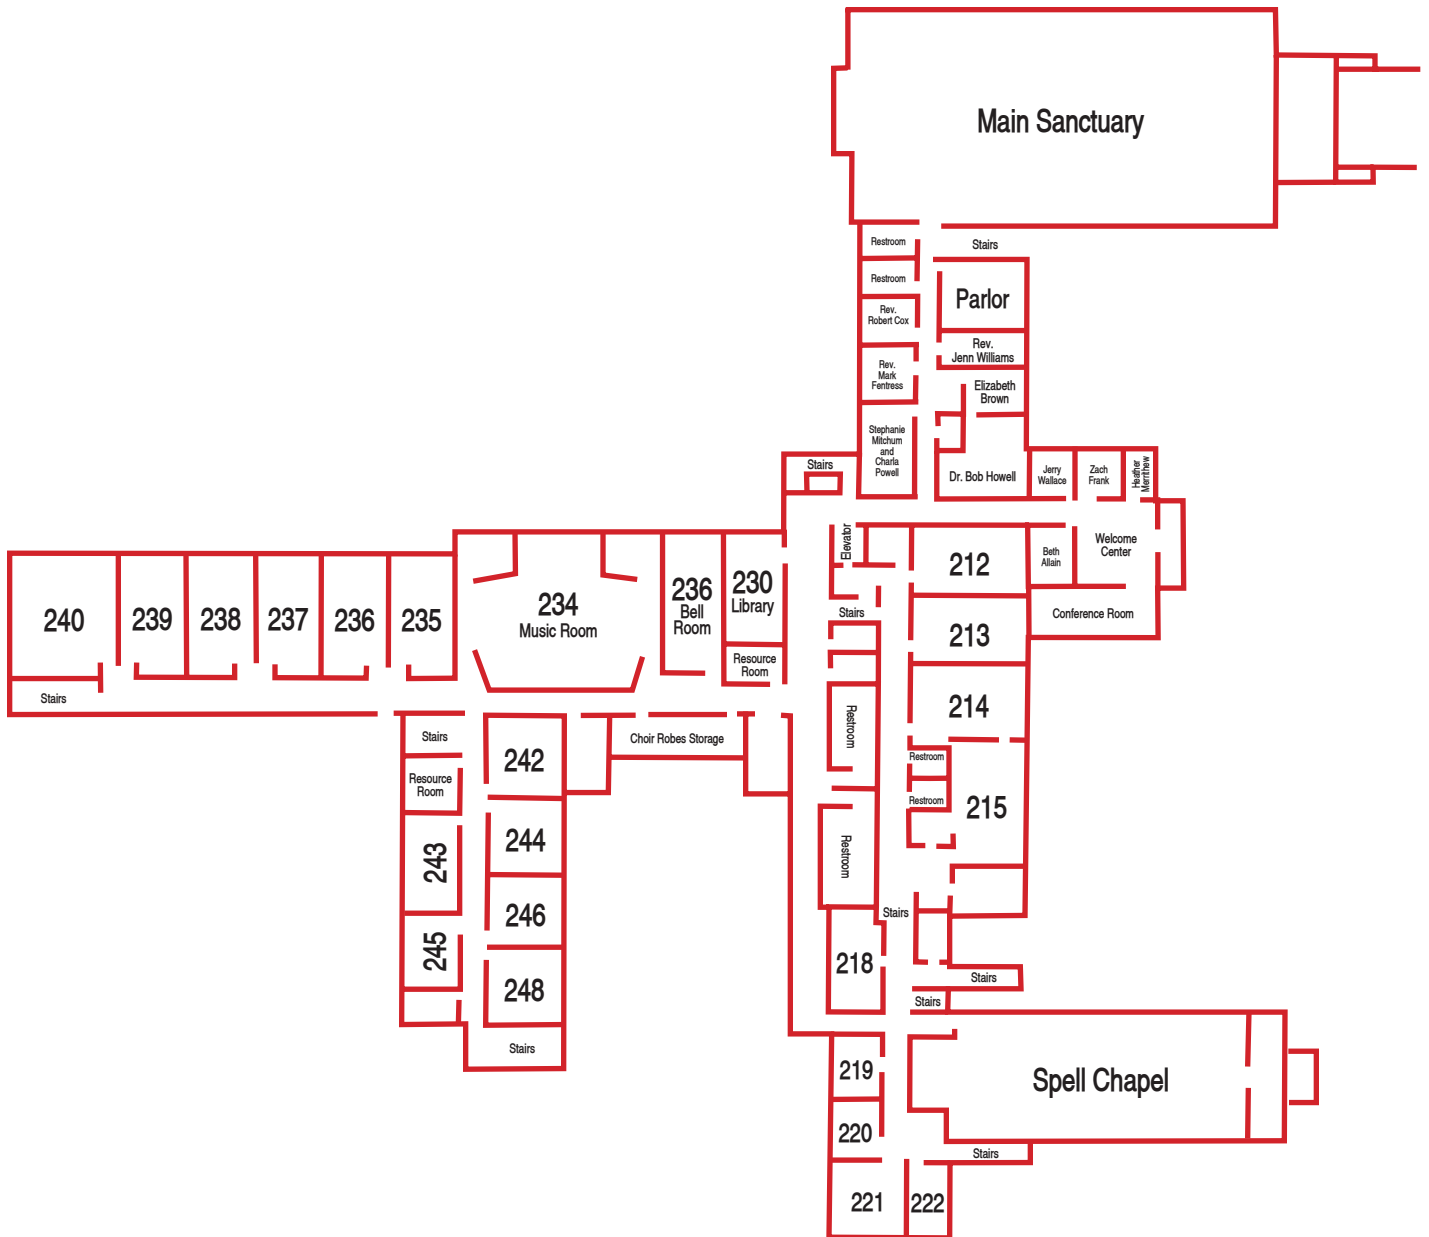 Main Sanctuary
Restroom
Stairs
Restroom
Parlor
Rev.
Robert Cox
Rev.
Jenn Williams
Rev.
Mark
Fentress
Elizabeth
Brown
Stephanie
Mitchum
and
Charla
Powell
Dr. Bob Howell
Jerry
Wallace
Zach
Frank
Heather
Merrithew
Stairs
Elevator
Welcome
Center
Beth
Allain
212
Conference Room
240
239
238
237
236
235
234
Music Room
236
Bell
Room
230
Library
Resource
Room
Stairs
213
214
Stairs
Stairs
Resource
Room
243
245
242
244
246
248
Stairs
Choir Robes Storage
Restroom
Restroom
Restroom
Restroom
215
Stairs
218
Stairs
Stairs
219
220
221
222
Spell Chapel
Stairs